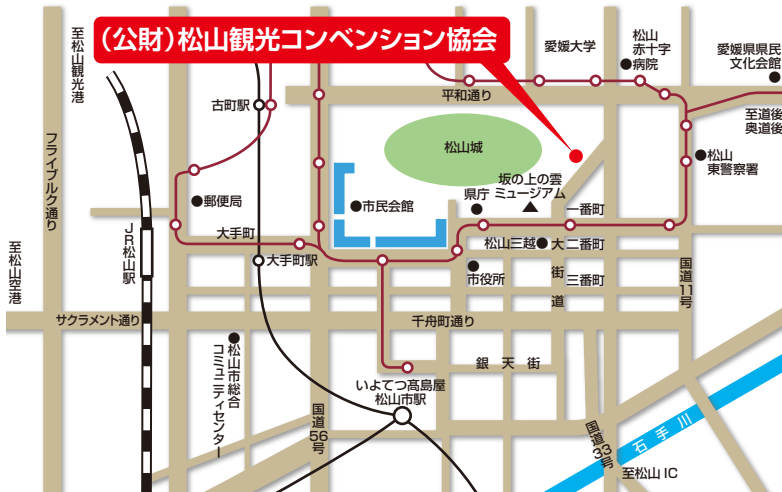 (公財)松山観光コンベンション協会
至松山観光港
愛媛大学
松山
赤十字
病院
愛媛県県民
文化会館
古町駅
平和通り
至道後
奥道後
フライブルク通り
松山城
松山
東警察署
郵便局
市民会館
県庁
坂の上の雲
ミュージアム
一番町
JR松山駅
大手町
大手町駅
松山三越
大街道
二番町
至松山空港
市役所
三番町
国道11号
サクラメント通り
千舟町通り
松山市総合
コミュニティセンター
銀天街
いよてつ髙島屋
松山市駅
国道56号
国道33号
石手川
至松山IC